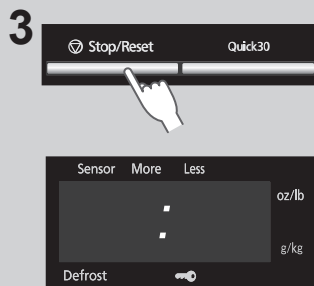 3
Stop/Reset Quick30
Sensor More Less
:
oz/lb
g/kg
Defrost